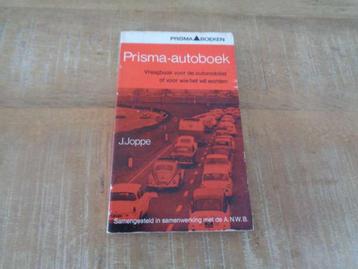 PRISMA BOEKEN
Prisma-autoboek
Vraagbaak voor de automobilist
of voor wie het wil worden
J.Joppe
Samengesteld in samenwerking met de A.N.W.B.